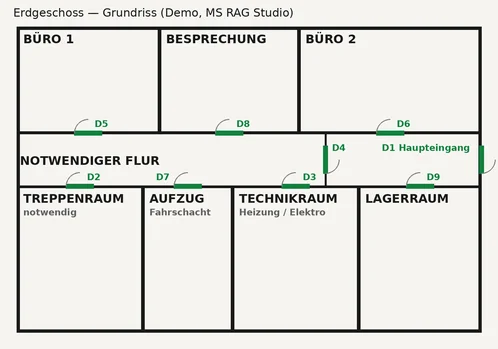 Erdgeschoss — Grundriss (Demo, MS RAG Studio)
BÜRO 1
BESPRECHUNG
BÜRO 2
D5
D8
D6
D4
D1 Haupteingang
NOTWENDIGER FLUR
D2
D7
D3
D9
TREPPENRAUM
notwendig
AUFZUG
Fahrschacht
TECHNIKRAUM
Heizung / Elektro
LAGERRAUM